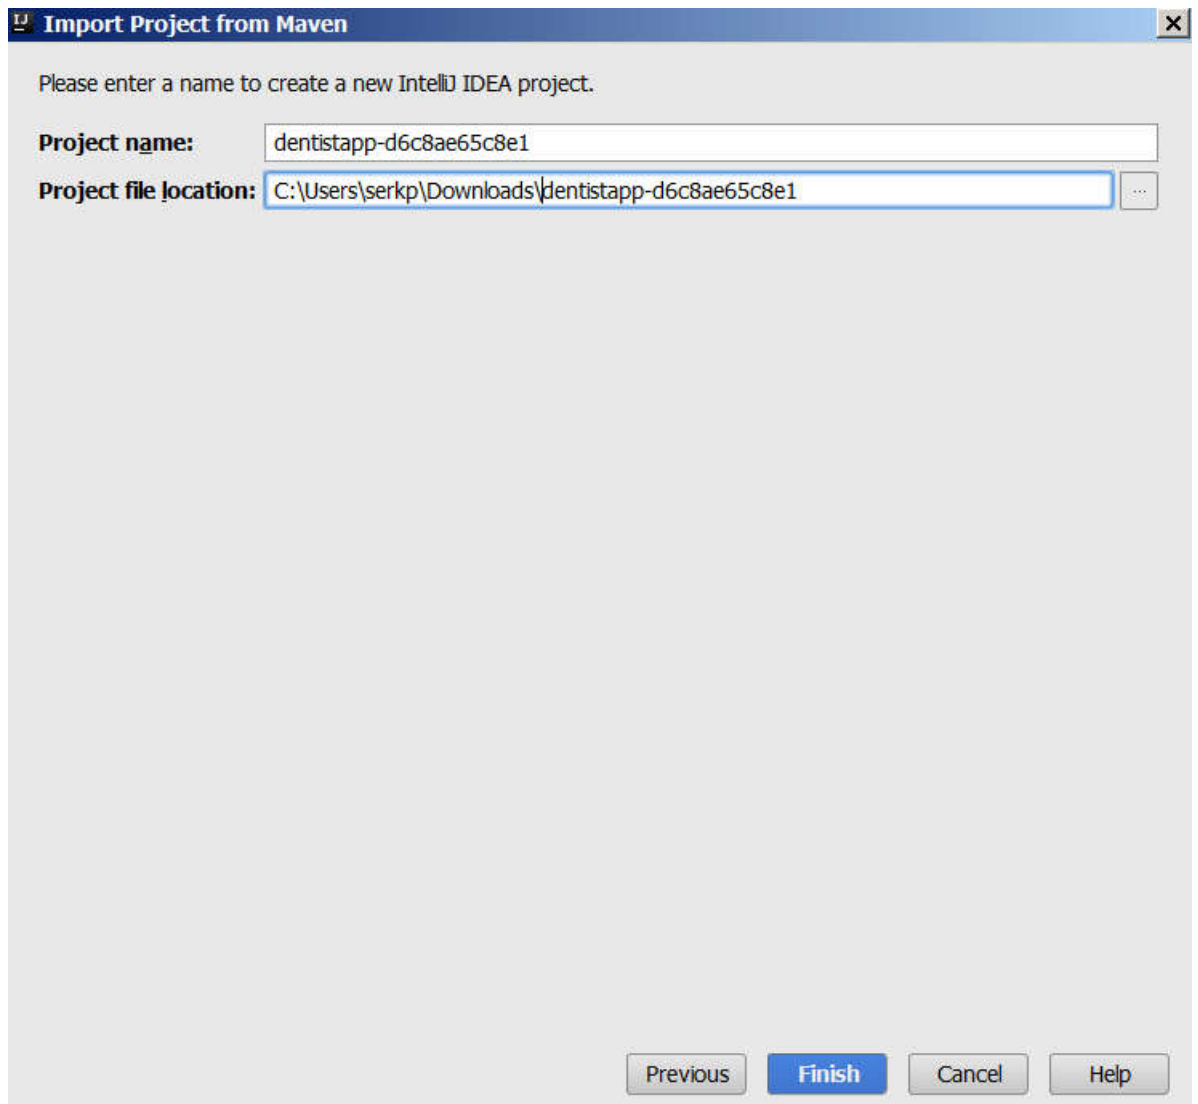 IJ Import Project from Maven
Please enter a name to create a new IntelliJ IDEA project.
Project name: dentistapp-d6c8ae65c8e1
Project file location: C:\Users\serkp\Downloads\dentistapp-d6c8ae65c8e1 ...
Previous Finish Cancel Help